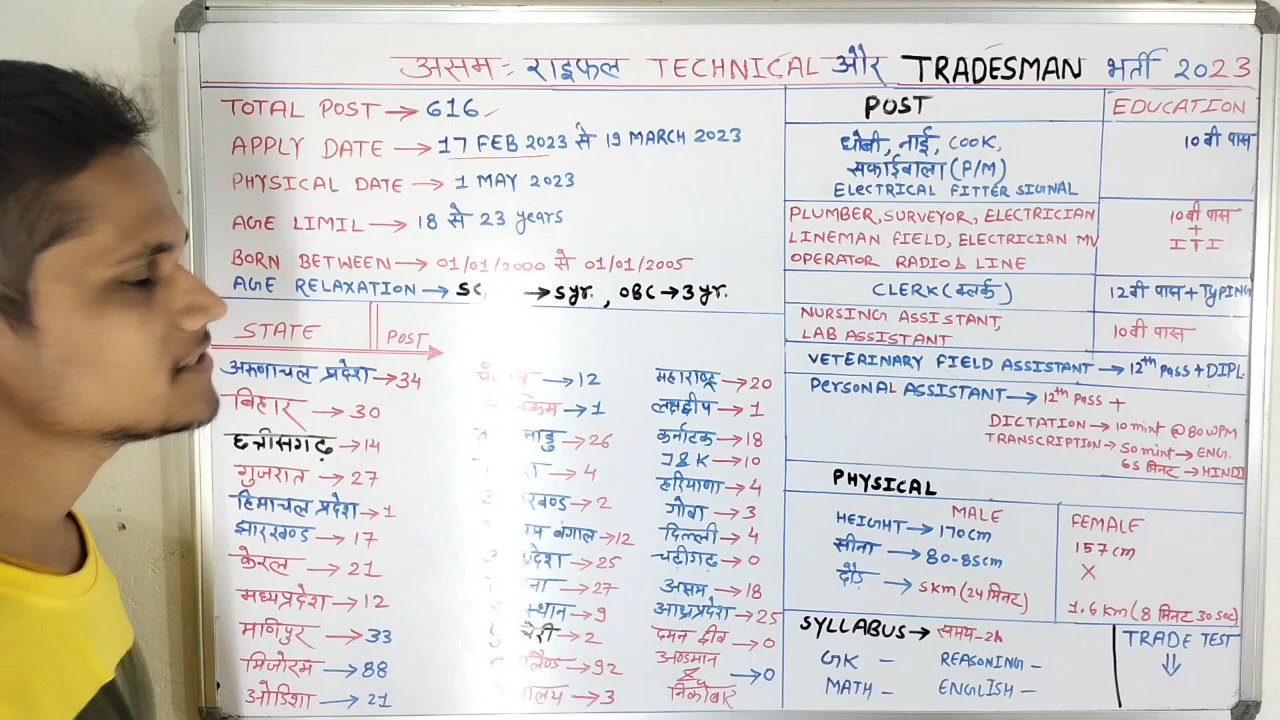 असम:- राइफल TECHNICAL और TRADESMAN भर्ती 2023
TOTAL POST → 616
APPLY DATE → 17 FEB 2023 से 19 MARCH 2023
PHYSICAL DATE → 1 MAY 2023
AGE LIMIL → 18 से 23 years
BORN BETWEEN → 01/01/2000 से 01/01/2005
AGE RELAXATION → SC → 5yr., OBC → 3yr.
STATE POST
अरुणाचल प्रदेश → 34
बिहार → 30
छत्तीसगढ़ → 14
गुजरात → 27
हिमाचल प्रदेश → 1
झारखण्ड → 17
केरल → 21
मध्यप्रदेश → 12
मणिपुर → 33
मिजोरम → 88
ओडिशा → 21
→ 12
→ 1
→ 26
→ 4
→ 2
बंगाल → 12
प्रदेश → 25
→ 27
→ 9
→ 2
→ 92
→ 3
महाराष्ट्र → 20
लक्षद्वीप → 1
कर्नाटक → 18
J&K → 10
हरियाणा → 4
गोवा → 3
दिल्ली → 4
चंढ़ीगढ़ → 0
असम → 18
आंध्रप्रदेश → 25
दमन द्वीव → 0
अण्डमान
& → 0
निकोबार
POST EDUCATION
धोबी, नाई, COOK, 10वी पास
सफाईवाला (P/M)
ELECTRICAL FITTER SIGNAL
PLUMBER, SURVEYOR, ELECTRICIAN 10वी पास
LINEMAN FIELD, ELECTRICIAN MV +
OPERATOR RADIO & LINE ITI
CLERK (क्लर्क) 12वी पास + TYPING
NURSING ASSISTANT,
LAB ASSISTANT 10वी पास
VETERINARY FIELD ASSISTANT → 12th PASS + DIPL.
PERSONAL ASSISTANT → 12th PASS +
DICTATION → 10 mint @ 80 WPM
TRANSCRIPTION → 50 mint → ENG.
65 मिनट → HINDI
PHYSICAL
MALE FEMALE
HEIGHT → 170cm 157cm
सीना → 80-85cm X
दौड़ → 5KM (24 मिनट) 1.6 KM (8 मिनट 30 sec)
SYLLABUS → समय-2h TRADE TEST
GK - REASONING -
MATH - ENGLISH -